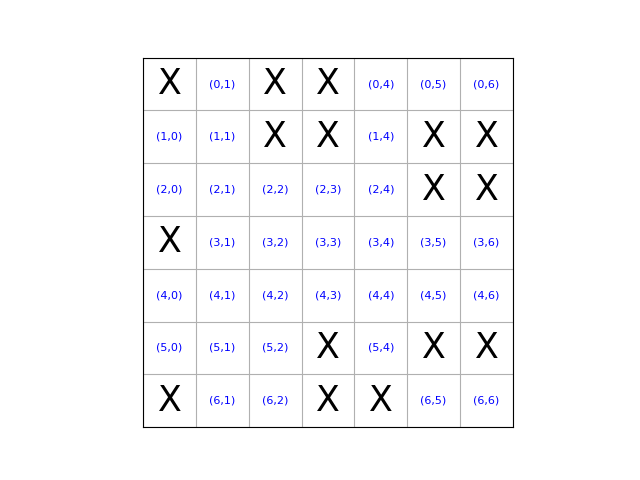 X (0,1) X X (0,4) (0,5) (0,6)
(1,0) (1,1) X X (1,4) X X
(2,0) (2,1) (2,2) (2,3) (2,4) X X
X (3,1) (3,2) (3,3) (3,4) (3,5) (3,6)
(4,0) (4,1) (4,2) (4,3) (4,4) (4,5) (4,6)
(5,0) (5,1) (5,2) X (5,4) X X
X (6,1) (6,2) X X (6,5) (6,6)